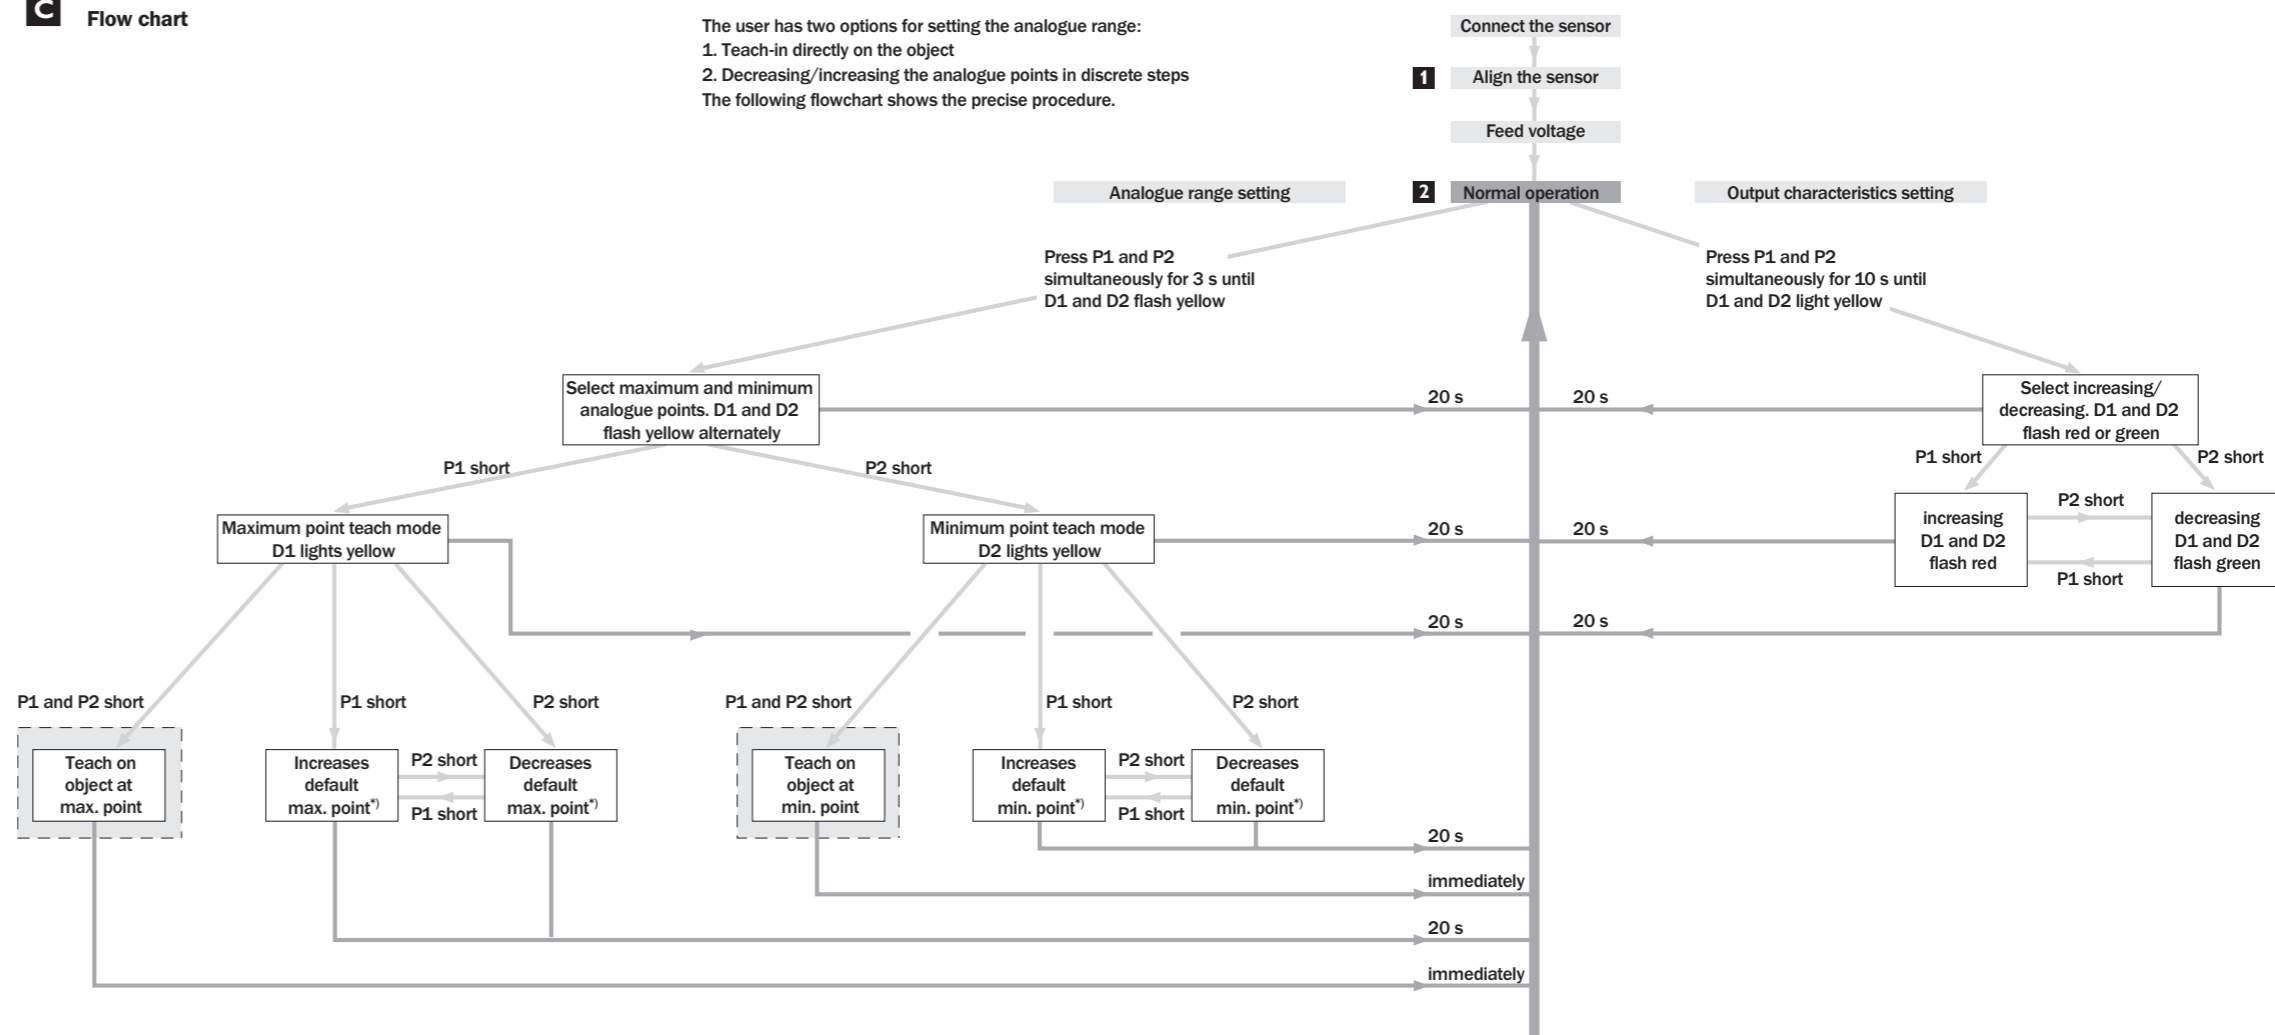 C
Flow chart
The user has two options for setting the analogue range:
1. Teach-in directly on the object
2. Decreasing/increasing the analogue points in discrete steps
The following flowchart shows the precise procedure.
Connect the sensor
1
Align the sensor
Feed voltage
Analogue range setting
2
Normal operation
Output characteristics setting
Press P1 and P2
simultaneously for 3 s until
D1 and D2 flash yellow
Press P1 and P2
simultaneously for 10 s until
D1 and D2 light yellow
Select maximum and minimum
analogue points. D1 and D2
flash yellow alternately
20 s
20 s
Select increasing/
decreasing. D1 and D2
flash red or green
P1 short
P2 short
P1 short
P2 short
Maximum point teach mode
D1 lights yellow
Minimum point teach mode
D2 lights yellow
20 s
20 s
increasing
D1 and D2
flash red
P2 short
P1 short
decreasing
D1 and D2
flash green
20 s
20 s
P1 and P2 short
P1 short
P2 short
P1 and P2 short
P1 short
P2 short
Teach on
object at
max. point
Increases
default
max. point*)
P2 short
P1 short
Decreases
default
max. point*)
Teach on
object at
min. point
Increases
default
min. point*)
P2 short
P1 short
Decreases
default
min. point*)
20 s
immediately
20 s
immediately